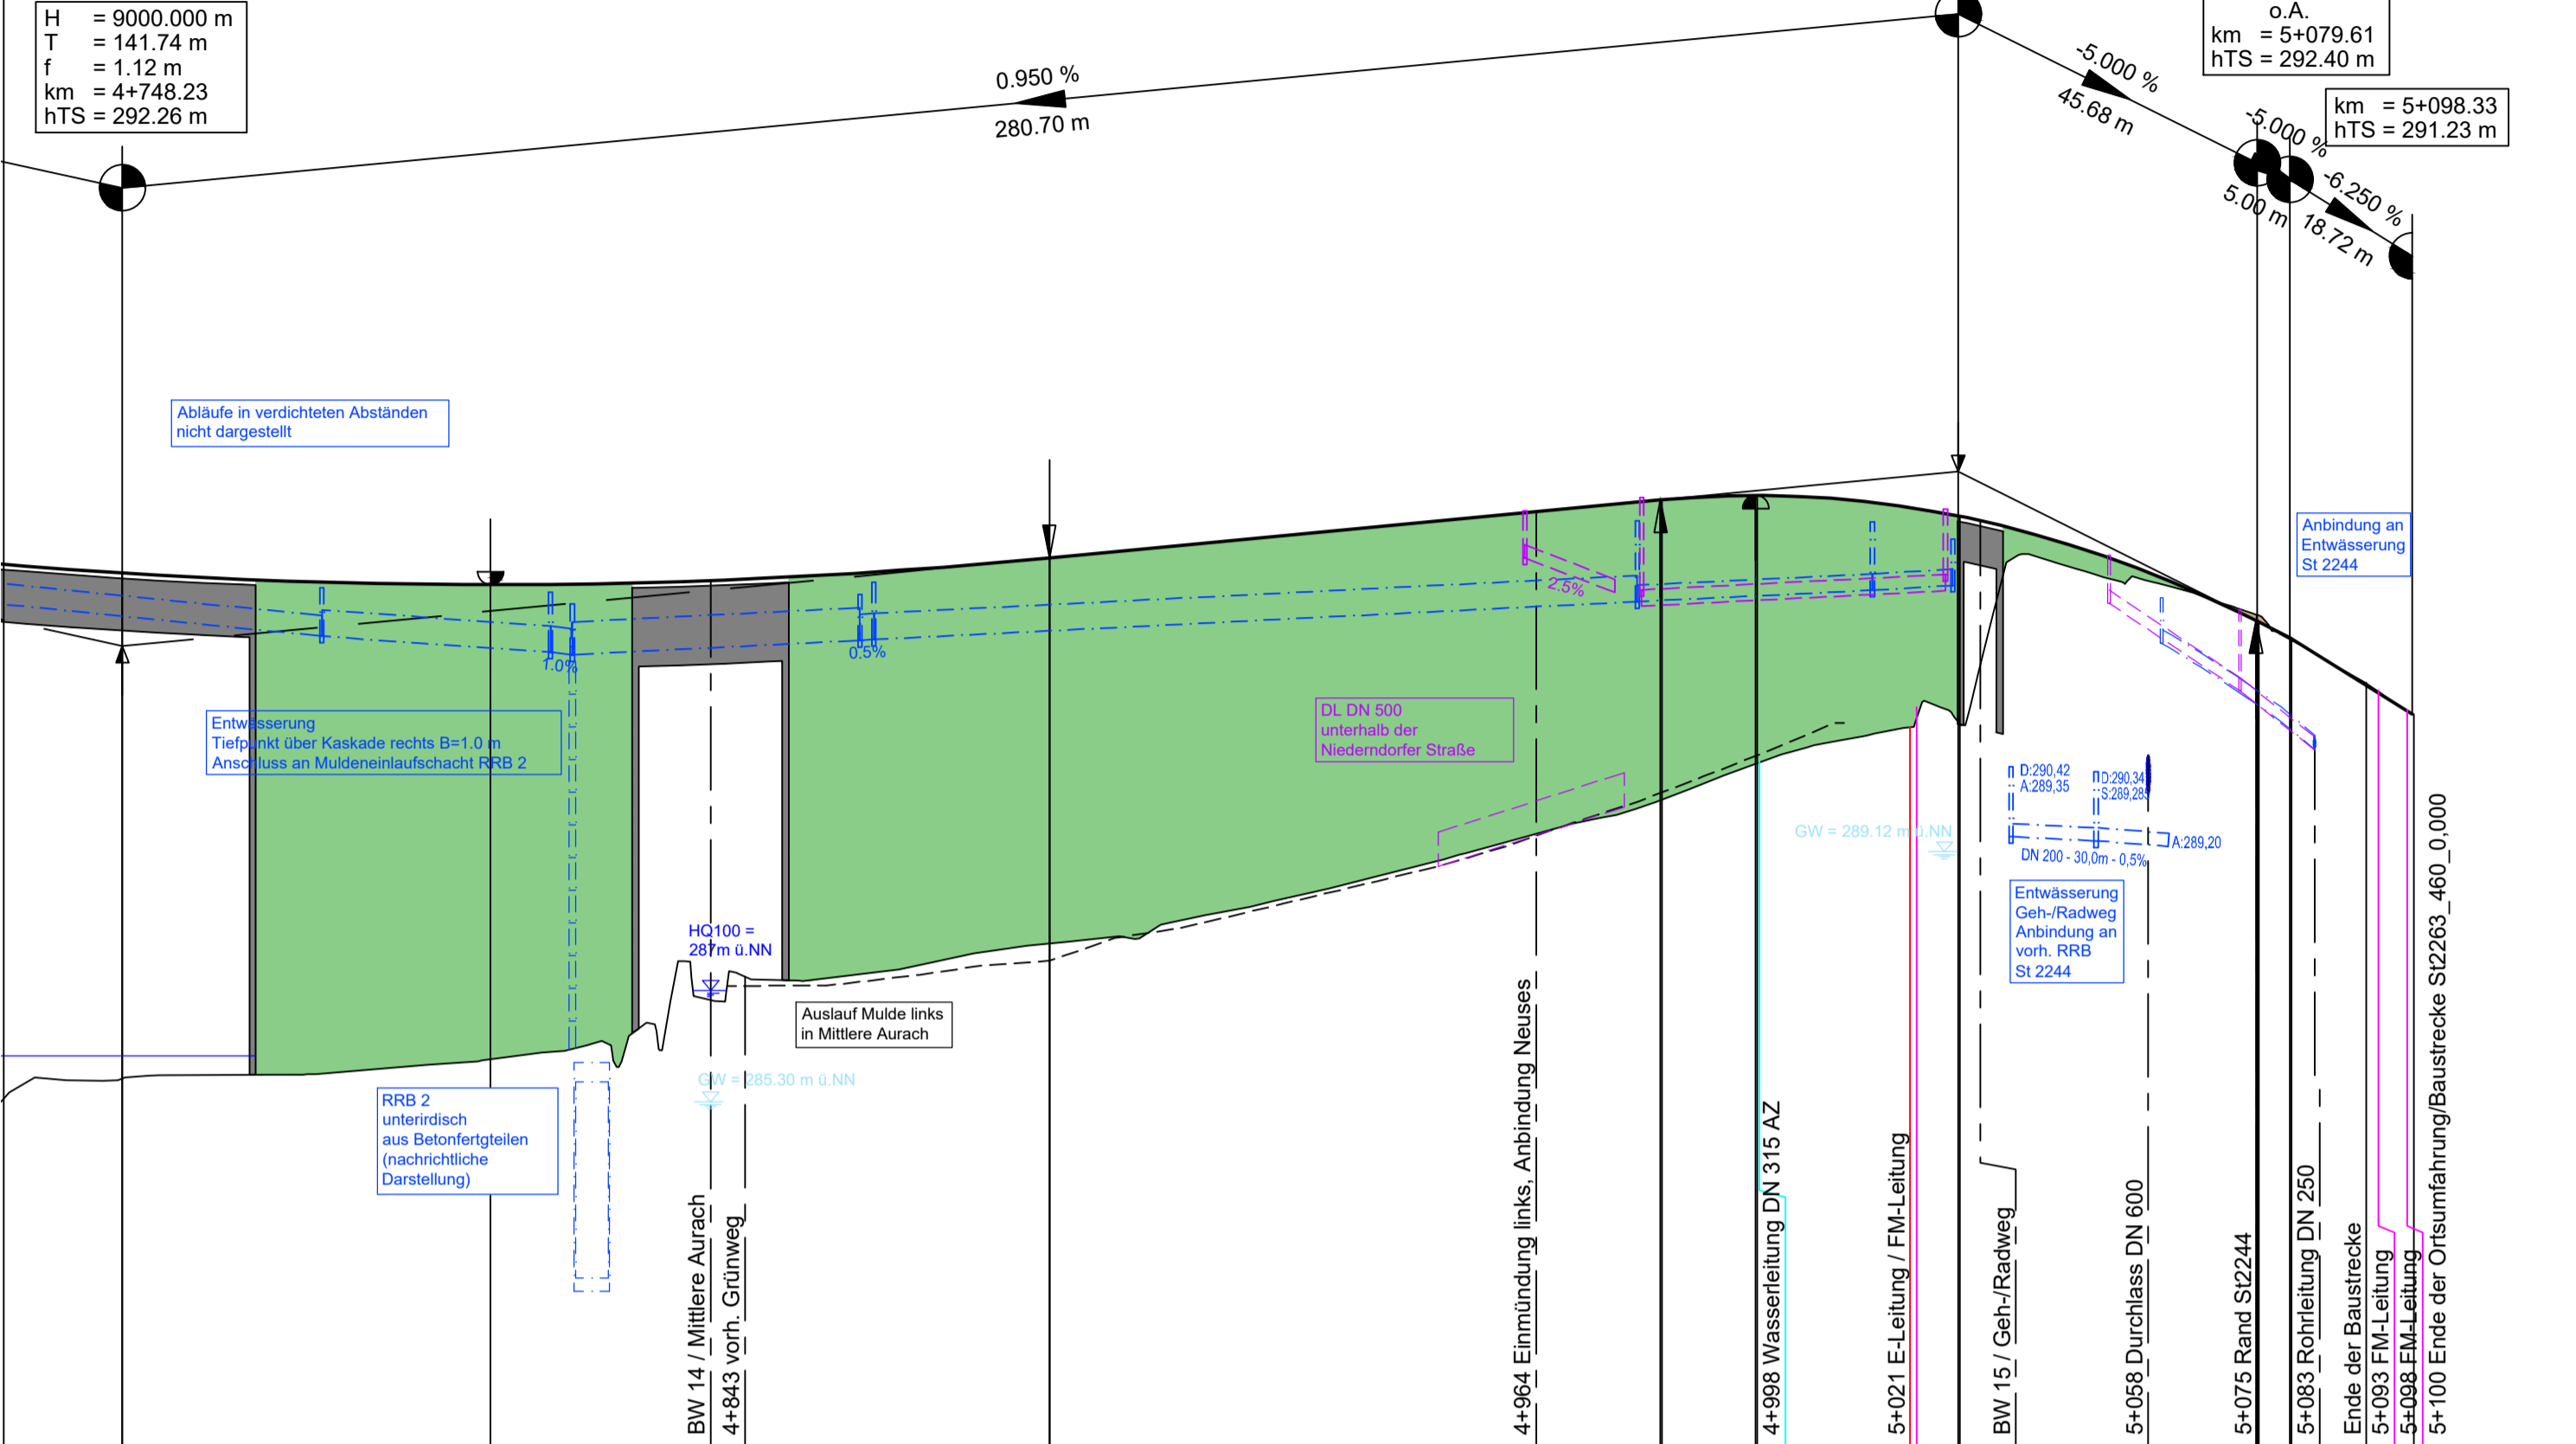 H = 9000.000 m
T = 141.74 m
f = 1.12 m
km = 4+748.23
hTS = 292.26 m
0.950 %
280.70 m
-5.000 %
45.68 m
o.A.
km = 5+079.61
hTS = 292.40 m
km = 5+098.33
hTS = 291.23 m
-5.000 %
5.00 m
-6.250 %
18.72 m
Abläufe in verdichteten Abständen
nicht dargestellt
Anbindung an
Entwässerung
St 2244
2.5%
1.0%
0.5%
Entwässerung
Tiefpunkt über Kaskade rechts B=1.0 m
Anschluss an Muldeneinlaufschacht RRB 2
DL DN 500
unterhalb der
Niederndorfer Straße
D:290,42
A:289,35
D:290,34
S:289,285
A:289,20
DN 200 - 30,0m - 0,5%
GW = 289.12 m ü.NN
Entwässerung
Geh-/Radweg
Anbindung an
vorh. RRB
St 2244
HQ100 =
287m ü.NN
Auslauf Mulde links
in Mittlere Aurach
GW = 285.30 m ü.NN
RRB 2
unterirdisch
aus Betonfertgteilen
(nachrichtliche
Darstellung)
BW 14 / Mittlere Aurach
4+843 vorh. Grünweg
4+964 Einmündung links, Anbindung Neuses
4+998 Wasserleitung DN 315 AZ
5+021 E-Leitung / FM-Leitung
BW 15 / Geh-/Radweg
5+058 Durchlass DN 600
5+075 Rand St2244
5+083 Rohrleitung DN 250
Ende der Baustrecke
5+093 FM-Leitung
5+098 FM-Leitung
5+100 Ende der Ortsumfahrung/Baustrecke St2263_460_0,000